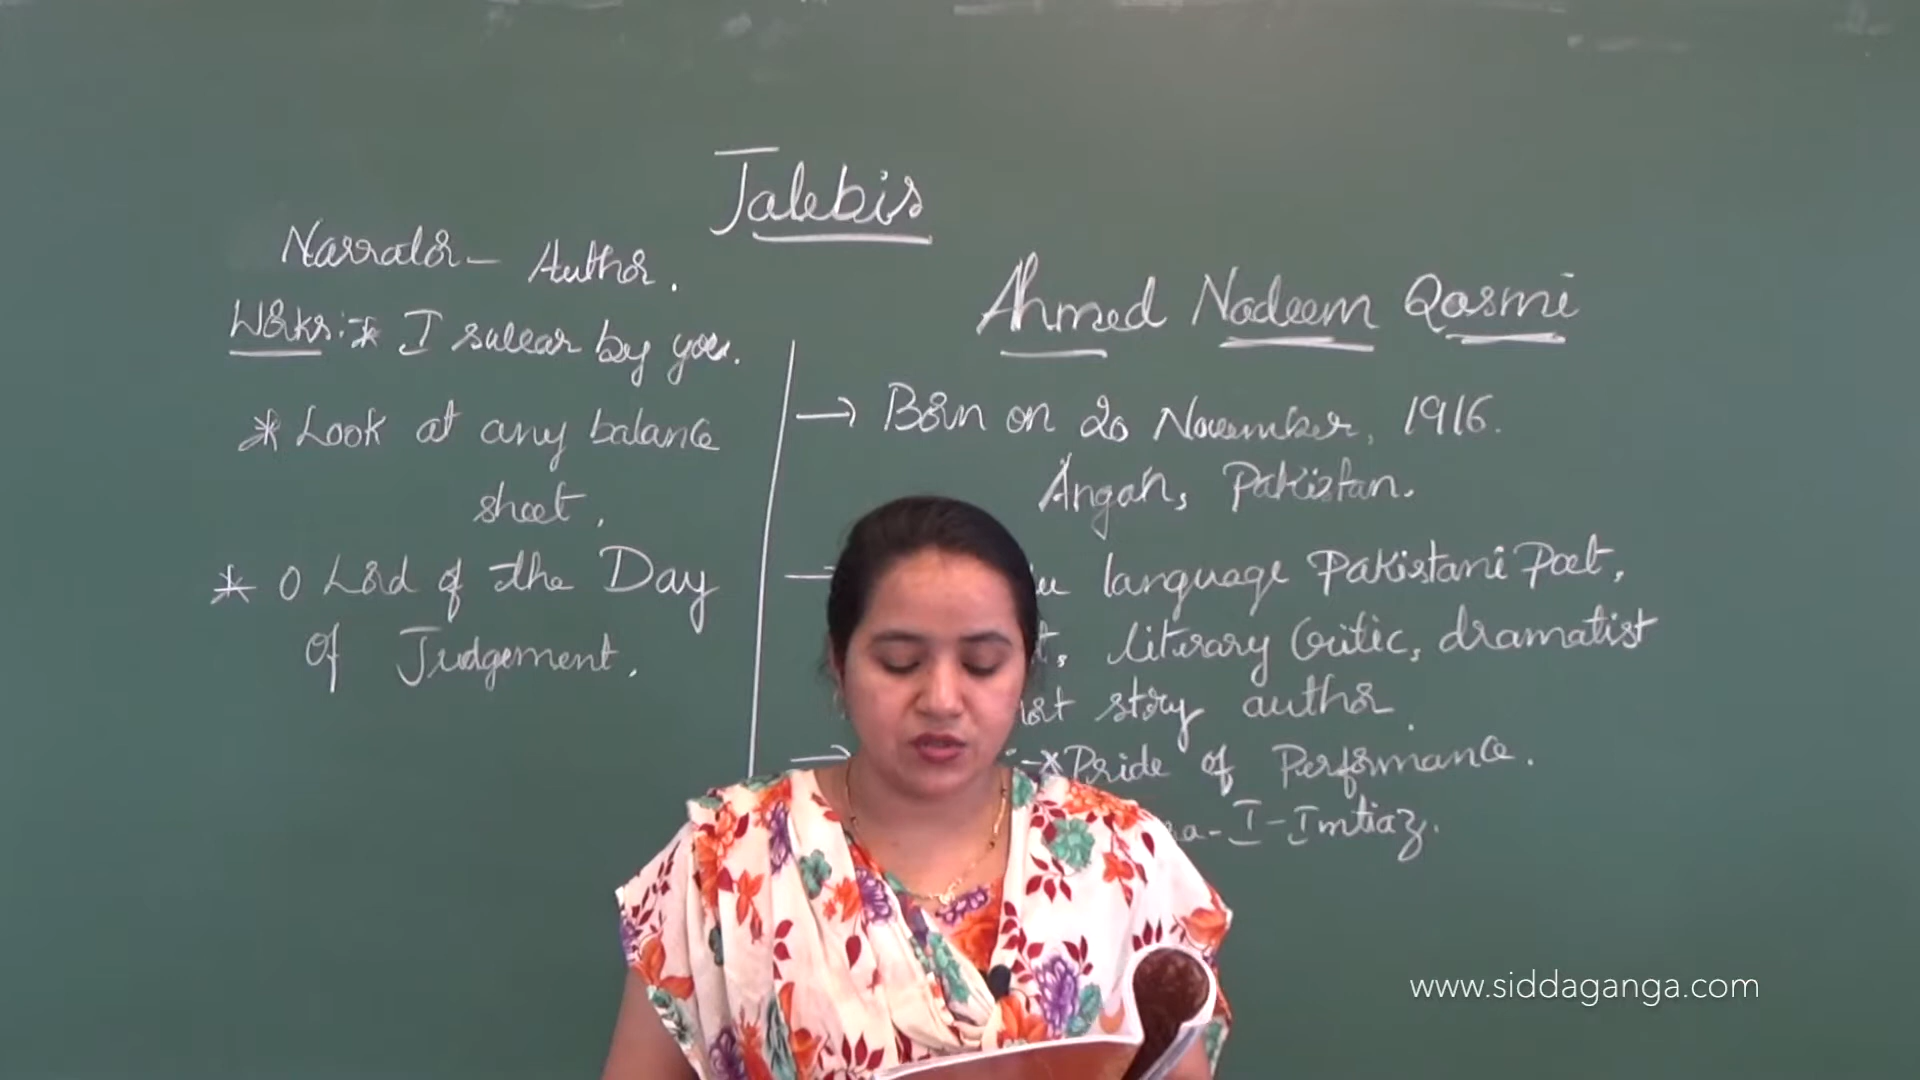 Jalebis
Narrator - Author.
Works: * I swear by you.
* Look at any balance
sheet.
* O Lord of the Day
of Judgement.
Ahmed Nadeem Qasmi
→ Born on 20 November, 1916.
Angah, Pakistan.
language Pakistani Poet,
literary Critic, dramatist
story author.
→ * Pride of Performance.
-I-Imtiaz.
www.siddaganga.com